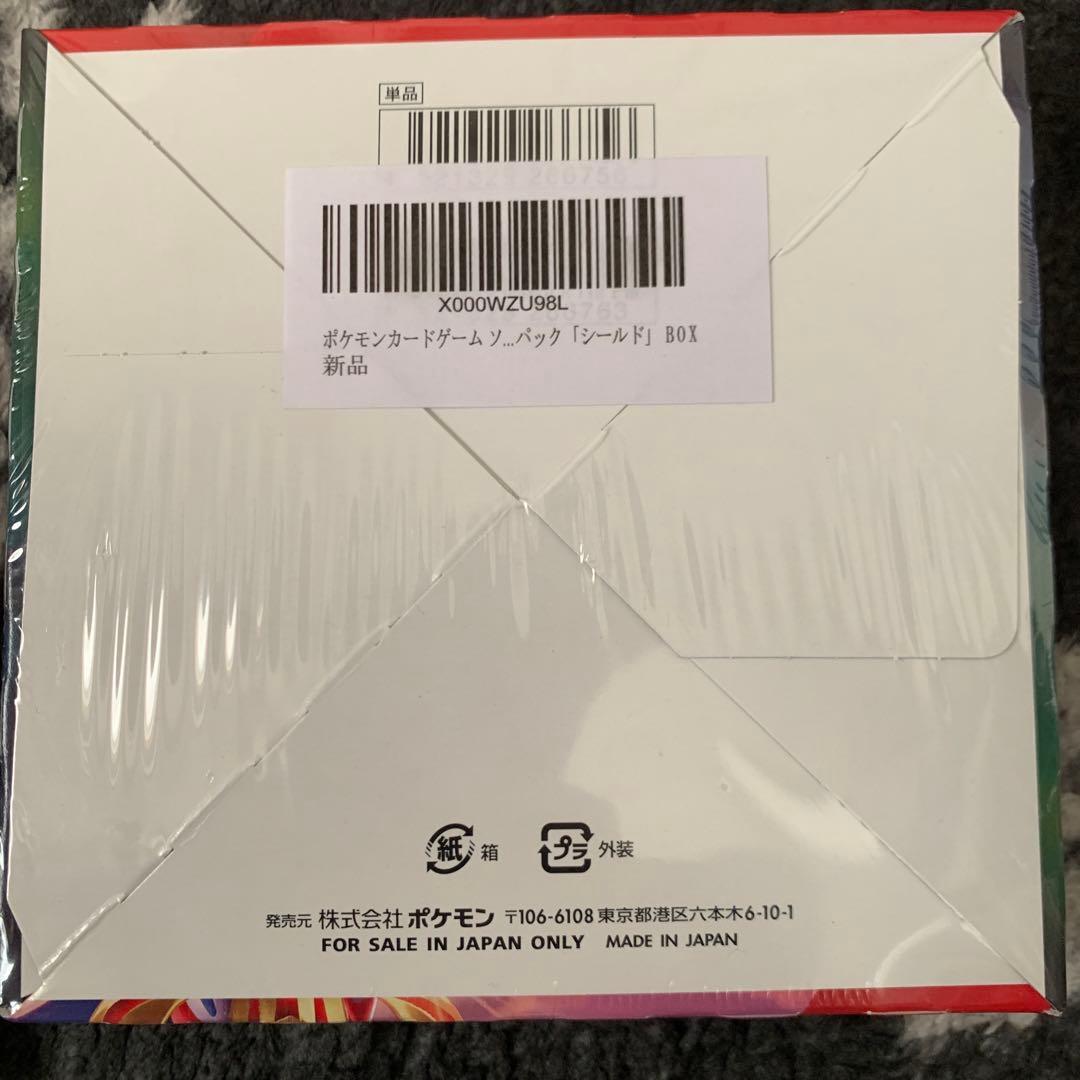 単品
X000WZU98L
ポケモンカードゲーム ソ...パック「シールド」 BOX
新品
紙 箱 プラ 外装
発売元 株式会社 ポケモン 〒106-6108 東京都港区六本木6-10-1
FOR SALE IN JAPAN ONLY MADE IN JAPAN